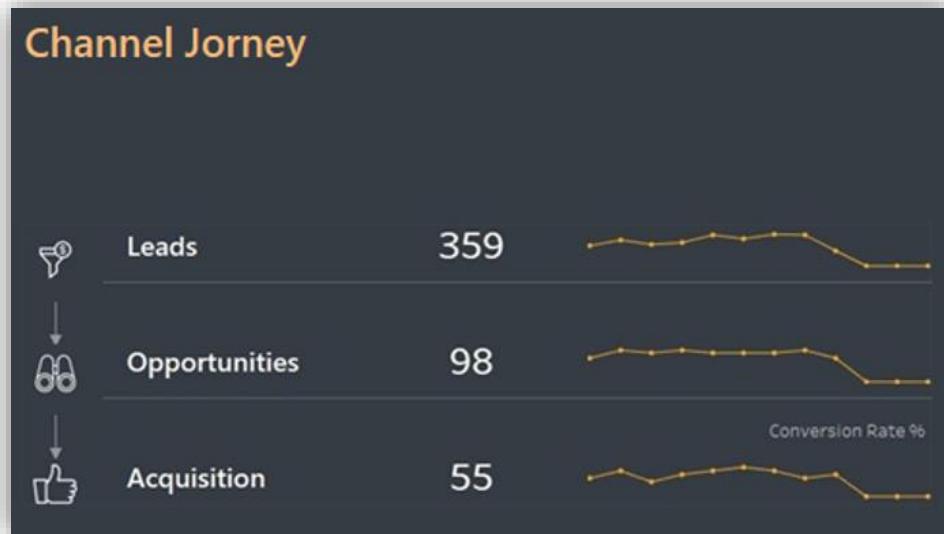 Channel Jorney
Leads 359
Opportunities 98
Conversion Rate %
Acquisition 55